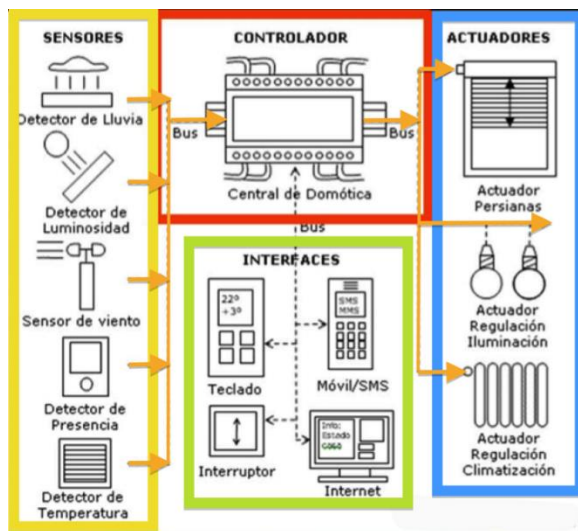 SENSORES
Detector de Lluvia
Detector de
Luminosidad
Sensor de viento
Detector de
Presencia
Detector de
Temperatura
CONTROLADOR
Bus
Bus
Central de Domótica
Bus
INTERFACES
22º
+3º
Teclado
SMS
MMS
Móvil/SMS
Interruptor
Info:
Estado
Internet
ACTUADORES
Actuador
Persianas
Actuador
Regulación
Iluminación
Actuador
Regulación
Climatización